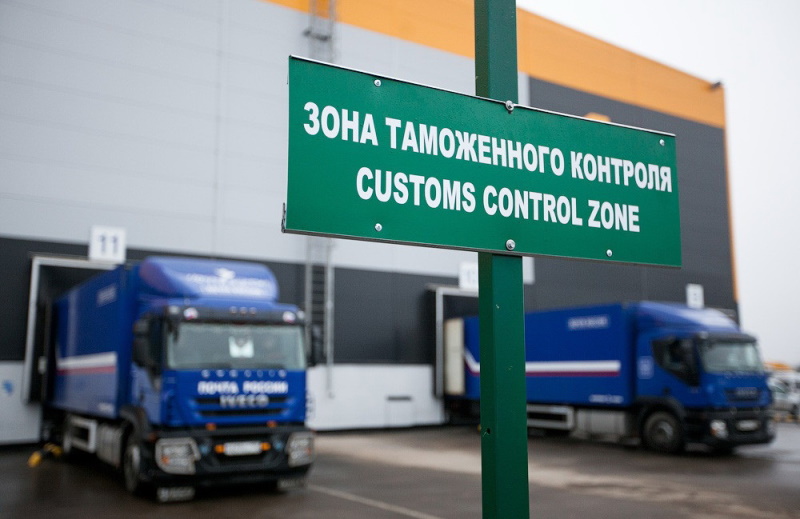 ЗОНА ТАМОЖЕННОГО КОНТРОЛЯ
CUSTOMS CONTROL ZONE
11
ПОЧТА РОССИИ
IVECO